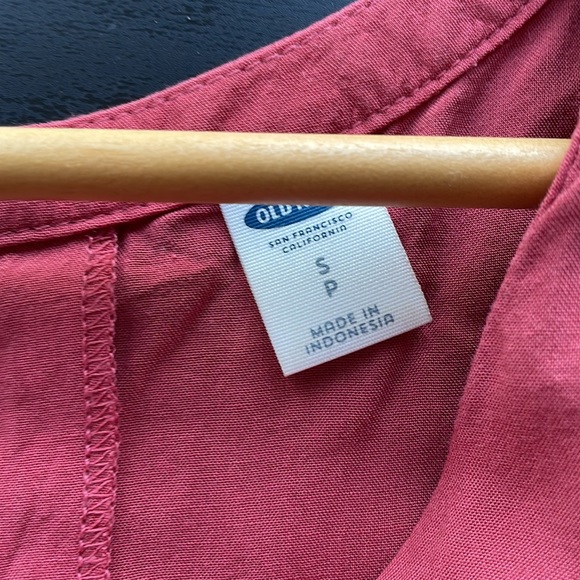 OLD
SAN FRANCISCO
CALIFORNIA
S
P
MADE IN
INDONESIA